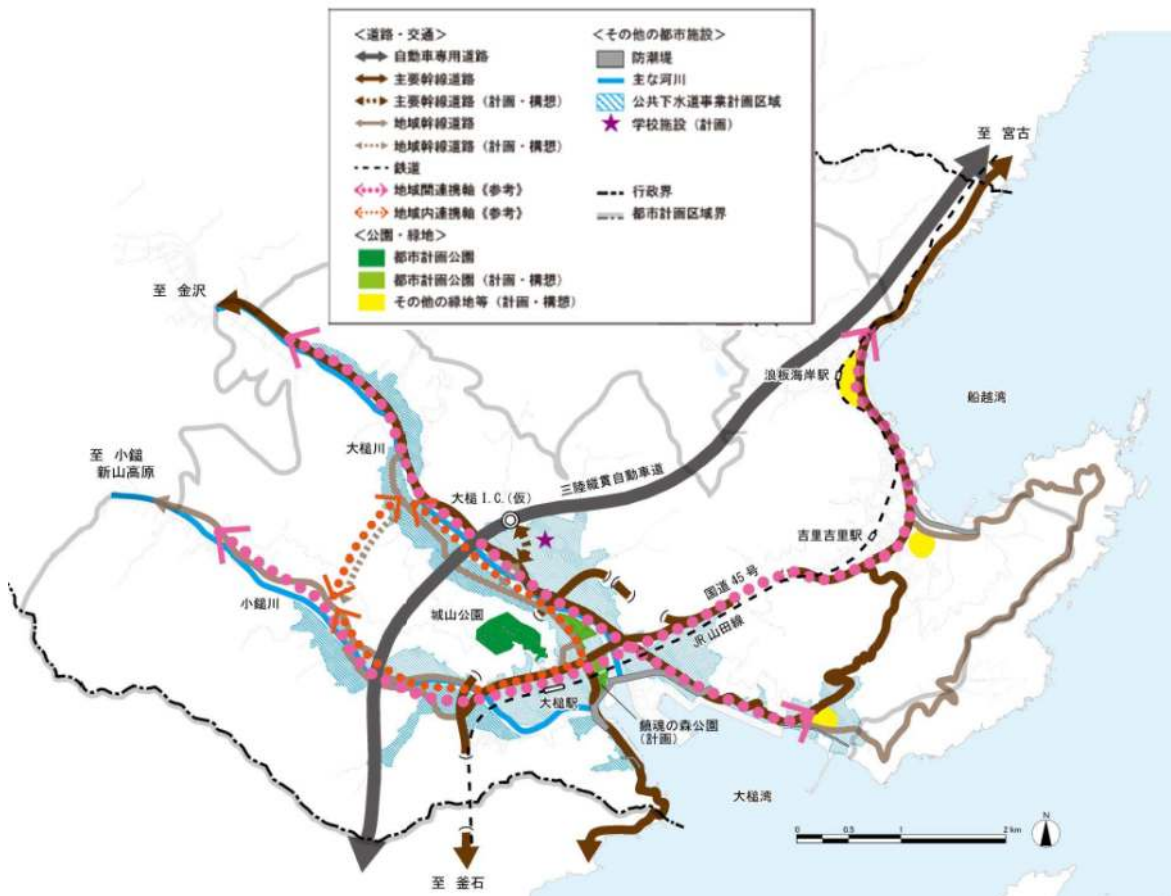 ＜道路・交通＞
自動車専用道路
主要幹線道路
主要幹線道路（計画・構想）
地域幹線道路
地域幹線道路（計画・構想）
鉄道
地域間連携軸《参考》
地域内連携軸《参考》
＜公園・緑地＞
都市計画公園
都市計画公園（計画・構想）
その他の緑地等（計画・構想）
＜その他の都市施設＞
防潮堤
主な河川
公共下水道事業計画区域
学校施設（計画）
行政界
都市計画区域界
至 宮古
至 金沢
浪板海岸駅
船越湾
大槌川
至 小鎚
新山高原
大槌I.C.(仮)
三陸縦貫自動車道
吉里吉里駅
国道45号
小鎚川
城山公園
JR山田線
大槌駅
鎮魂の森公園
（計画）
大槌湾
至 釜石
0 0.5 1 2 km
N